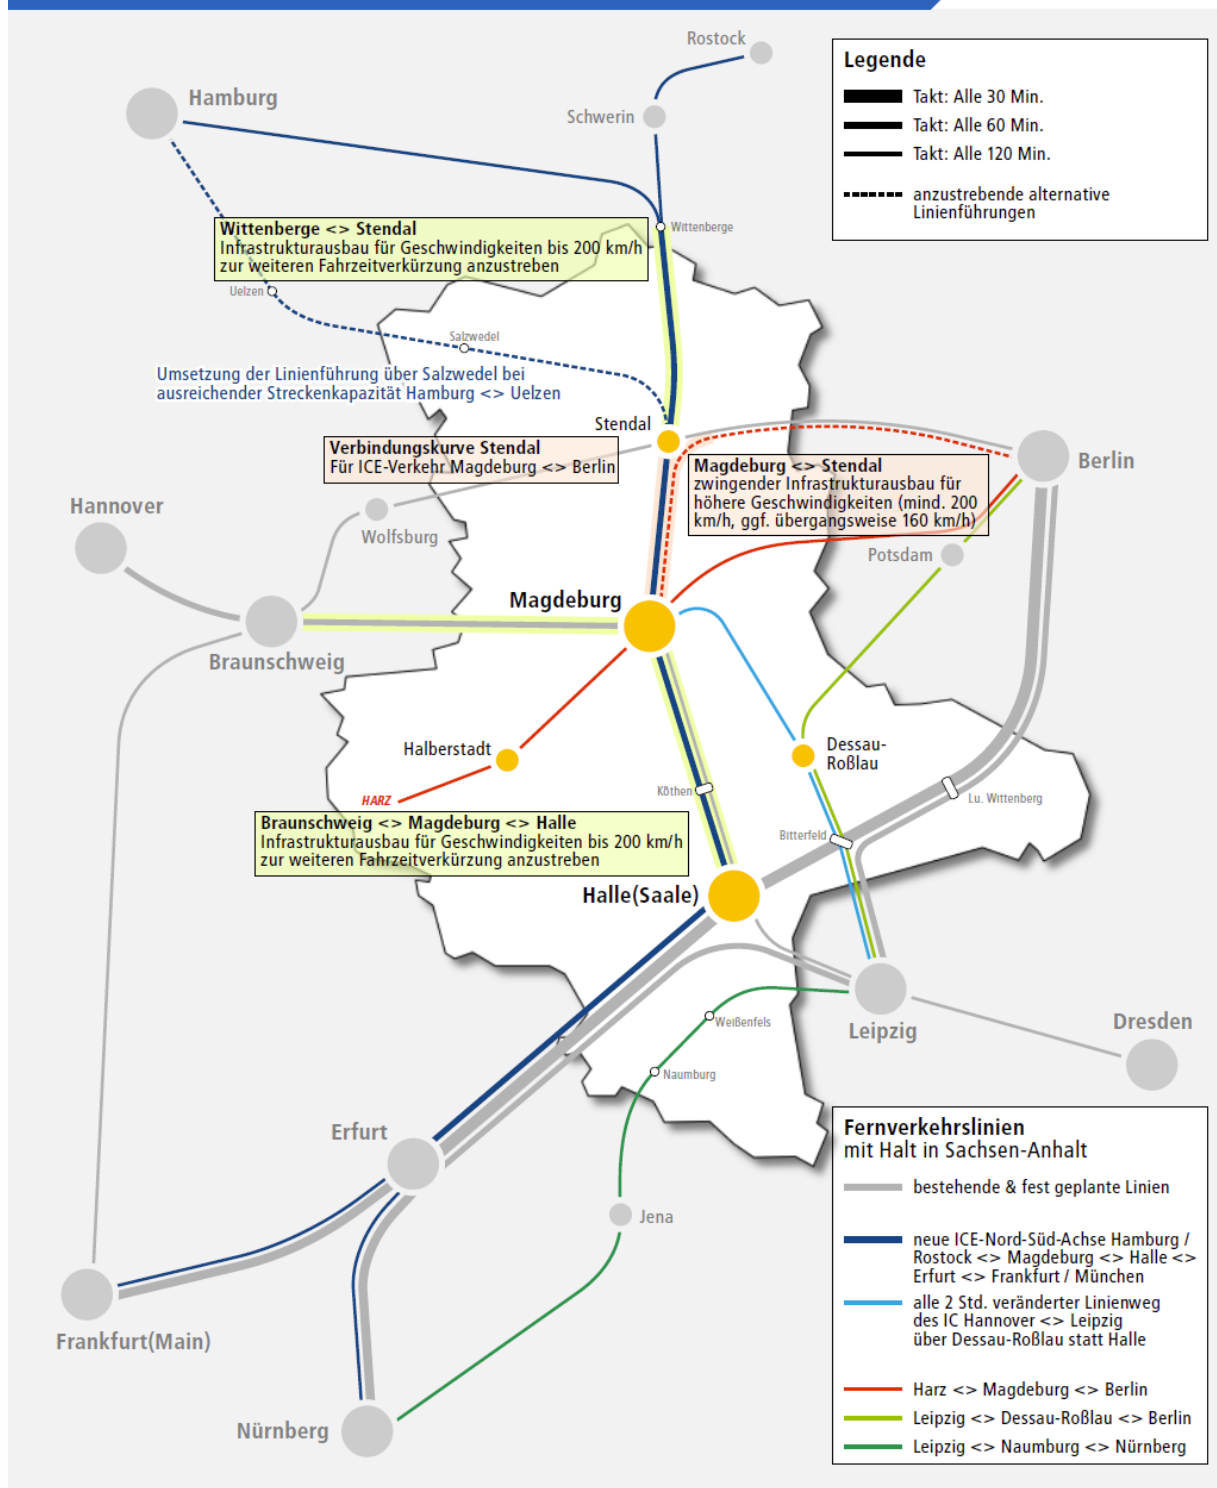 Rostock
Hamburg
Schwerin
Legende
Takt: Alle 30 Min.
Takt: Alle 60 Min.
Takt: Alle 120 Min.
anzustrebende alternative
Linienführungen
Wittenberge <> Stendal
Infrastrukturausbau für Geschwindigkeiten bis 200 km/h
zur weiteren Fahrzeitverkürzung anzustreben
Wittenberge
Uelzen
Salzwedel
Umsetzung der Linienführung über Salzwedel bei
ausreichender Streckenkapazität Hamburg <> Uelzen
Stendal
Verbindungskurve Stendal
Für ICE-Verkehr Magdeburg <> Berlin
Magdeburg <> Stendal
zwingender Infrastrukturausbau für
höhere Geschwindigkeiten (mind. 200
km/h, ggf. übergangsweise 160 km/h)
Berlin
Hannover
Wolfsburg
Potsdam
Magdeburg
Braunschweig
Halberstadt
Dessau-
Roßlau
HARZ
Köthen
Lu. Wittenberg
Bitterfeld
Braunschweig <> Magdeburg <> Halle
Infrastrukturausbau für Geschwindigkeiten bis 200 km/h
zur weiteren Fahrzeitverkürzung anzustreben
Halle(Saale)
Weißenfels
Leipzig
Dresden
Naumburg
Erfurt
Jena
Frankfurt(Main)
Nürnberg
Fernverkehrslinien
mit Halt in Sachsen-Anhalt
bestehende & fest geplante Linien
neue ICE-Nord-Süd-Achse Hamburg /
Rostock <> Magdeburg <> Halle <>
Erfurt <> Frankfurt / München
alle 2 Std. veränderter Linienweg
des IC Hannover <> Leipzig
über Dessau-Roßlau statt Halle
Harz <> Magdeburg <> Berlin
Leipzig <> Dessau-Roßlau <> Berlin
Leipzig <> Naumburg <> Nürnberg